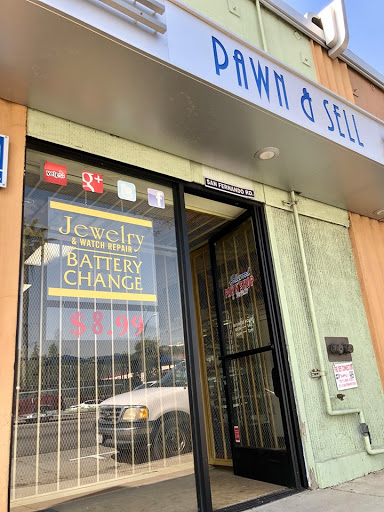 PAWN & SELL
SAN FERNANDO RD.
yelp
g+
f
Jewelry
& WATCH REPAIR
BATTERY
CHANGE
$8.99